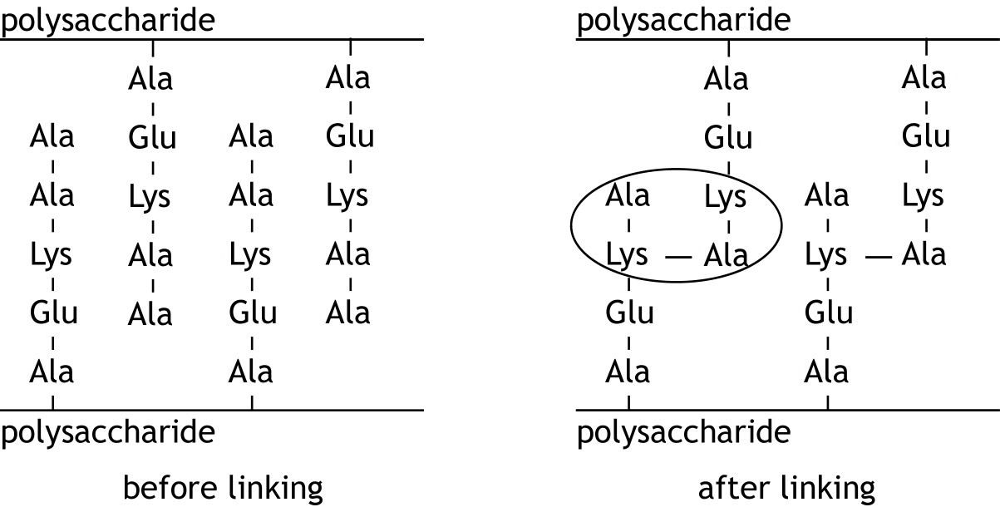 polysaccharide polysaccharide
Ala Ala Ala Ala
Ala Glu Ala Glu Glu Glu
Ala Lys Ala Lys Ala Lys Ala Lys
Lys Ala Lys Ala Lys — Ala Lys — Ala
Glu Ala Glu Ala Glu Glu
Ala Ala Ala Ala
polysaccharide polysaccharide
before linking after linking